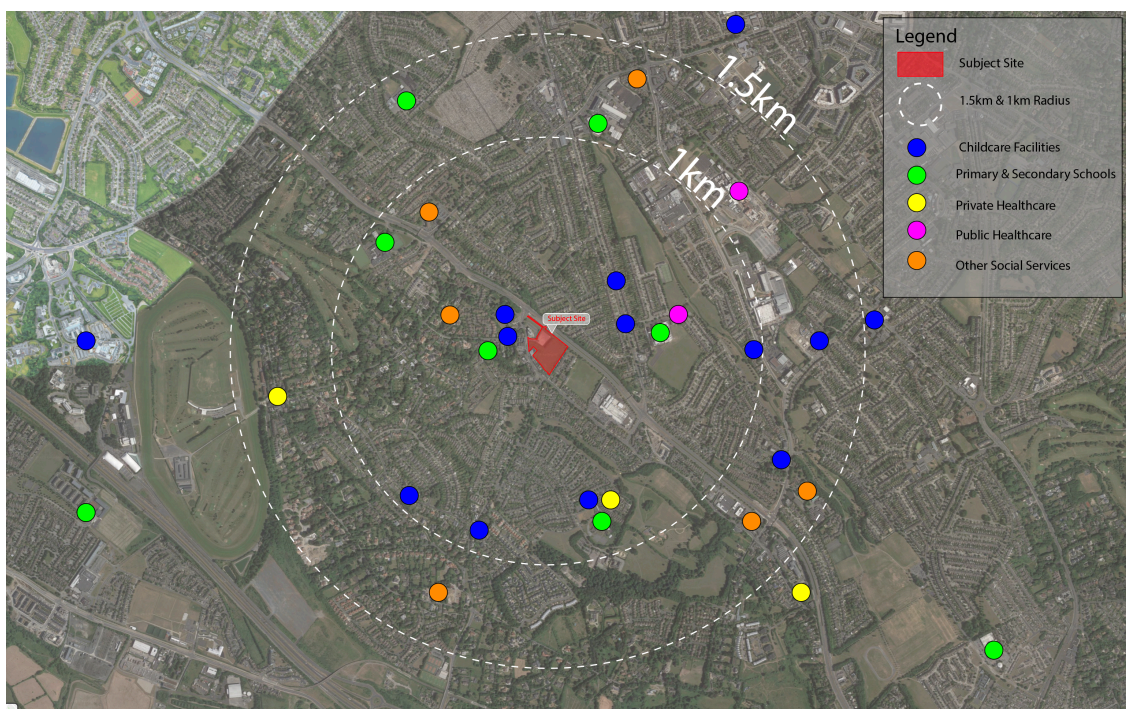 1.5km
1km
Subject Site
Legend
Subject Site
1.5km & 1km Radius
Childcare Facilities
Primary & Secondary Schools
Private Healthcare
Public Healthcare
Other Social Services